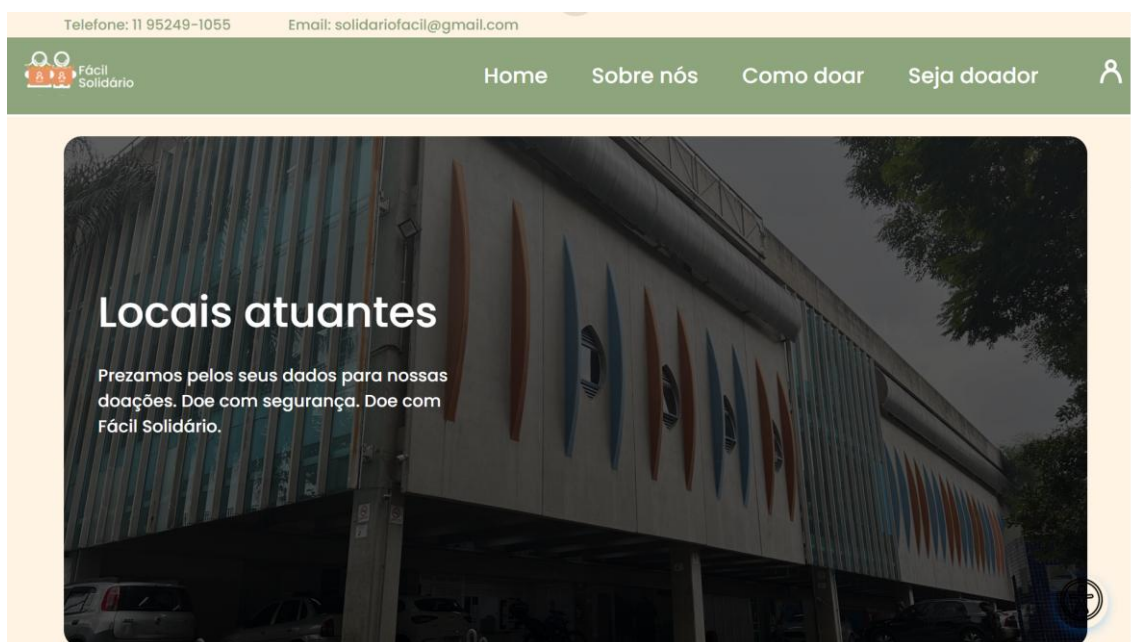 Telefone: 11 95249-1055 Email: solidariofacil@gmail.com
Fácil
Solidário
Home Sobre nós Como doar Seja doador
Locais atuantes
Prezamos pelos seus dados para nossas
doações. Doe com segurança. Doe com
Fácil Solidário.